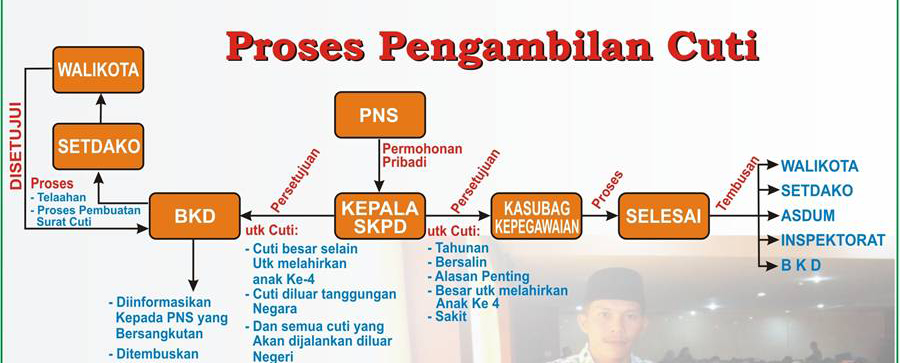 Proses Pengambilan Cuti
WALIKOTA
SETDAKO
DISETUJUI
Proses
- Telaahan
- Proses Pembuatan
Surat Cuti
BKD
- Diinformasikan
Kepada PNS yang
Bersangkutan
- Ditembuskan
PNS
Permohonan
Pribadi
KEPALA
SKPD
Persetujuan
utk Cuti:
- Cuti besar selain
Utk melahirkan
anak Ke-4
- Cuti diluar tanggungan
Negara
- Dan semua cuti yang
Akan dijalankan diluar
Negeri
Persetujuan
utk Cuti:
- Tahunan
- Bersalin
- Alasan Penting
- Besar utk melahirkan
Anak Ke 4
- Sakit
KASUBAG
KEPEGAWAIAN
Proses
SELESAI
Tembusan
WALIKOTA
SETDAKO
ASDUM
INSPEKTORAT
B K D